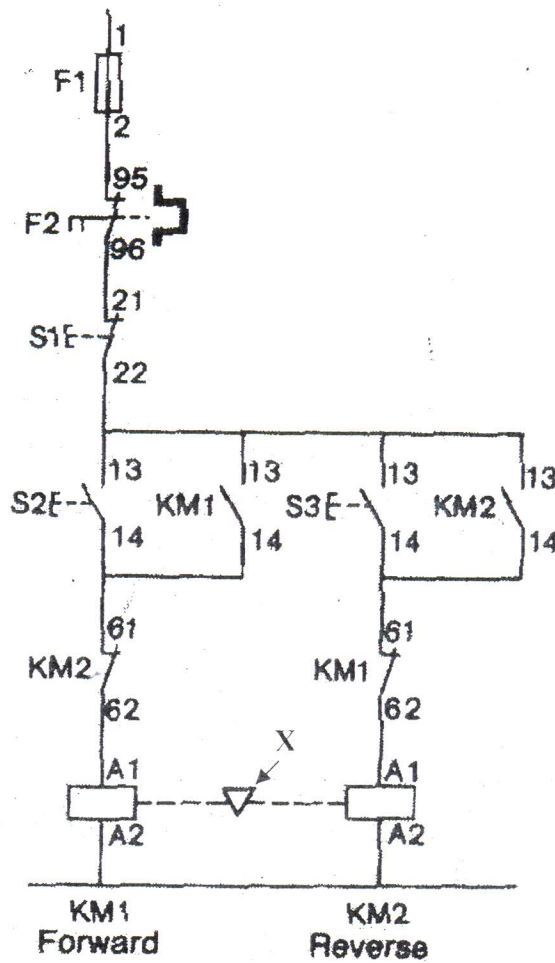 1
F1
2
95
F2
96
21
S1
22
13 13 13 13
S2 KM1 S3 KM2
14 14 14 14
61 61
KM2 KM1
62 62
X
A1 A1
A2 A2
KM1 KM2
Forward Reverse